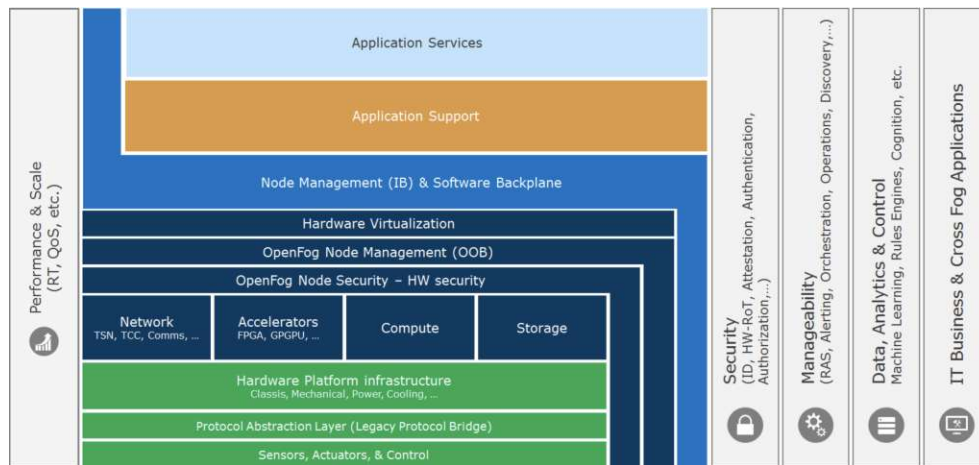 Performance & Scale
(RT, QoS, etc.)
Application Services
Application Support
Node Management (IB) & Software Backplane
Hardware Virtualization
OpenFog Node Management (OOB)
OpenFog Node Security – HW security
Network
TSN, TCC, Comms, ...
Accelerators
FPGA, GPGPU, ...
Compute
Storage
Hardware Platform infrastructure
Classis, Mechanical, Power, Cooling, ...
Protocol Abstraction Layer (Legacy Protocol Bridge)
Sensors, Actuators, & Control
Security
(ID, HW-RoT, Attestation, Authentication,
Authorization,...)
Manageability
(RAS, Alerting, Orchestration, Operations, Discovery,...)
Data, Analytics & Control
Machine Learning, Rules Engines, Cognition, etc.
IT Business & Cross Fog Applications